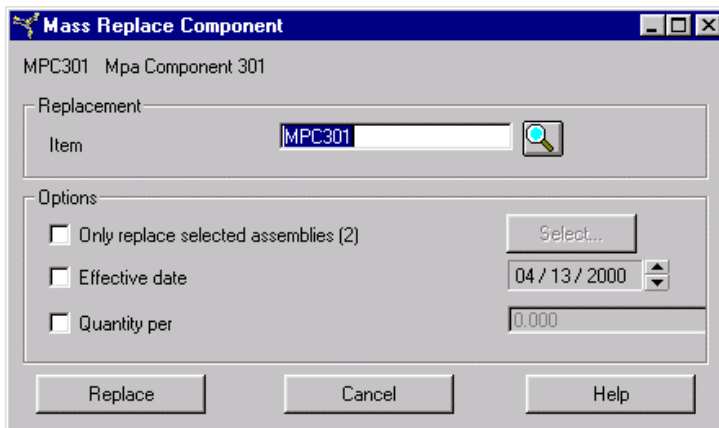 Mass Replace Component
MPC301 Mpa Component 301
Replacement
Item MPC301
Options
Only replace selected assemblies (2) Select...
Effective date 04 / 13 / 2000
Quantity per 0.000
Replace Cancel Help